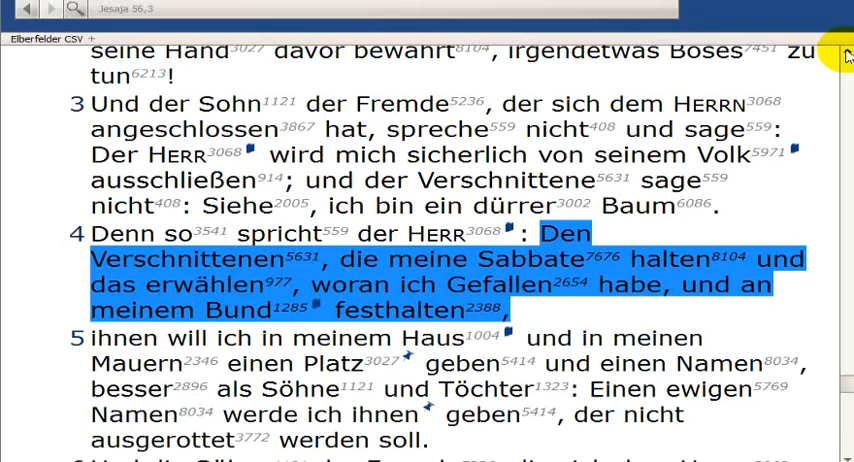 Jesaja 56,3
Elberfelder CSV +
seine Hand3027 davor bewahrt8104, irgendetwas Böses7451 zu
tun6213!
3 Und der Sohn1121 der Fremde5236, der sich dem HERRN3068
angeschlossen3867 hat, spreche559 nicht408 und sage559:
Der HERR3068 wird mich sicherlich von seinem Volk5971
ausschließen914; und der Verschnittene5631 sage559
nicht408: Siehe2005, ich bin ein dürrer3002 Baum6086.
4 Denn so3541 spricht559 der HERR3068 : Den
Verschnittenen5631, die meine Sabbate7676 halten8104 und
das erwählen977, woran ich Gefallen2654 habe, und an
meinem Bund1285 festhalten2388,
5 ihnen will ich in meinem Haus1004 und in meinen
Mauern2346 einen Platz3027 geben5414 und einen Namen8034,
besser2896 als Söhne1121 und Töchter1323: Einen ewigen5769
Namen8034 werde ich ihnen geben5414, der nicht
ausgerottet3772 werden soll.